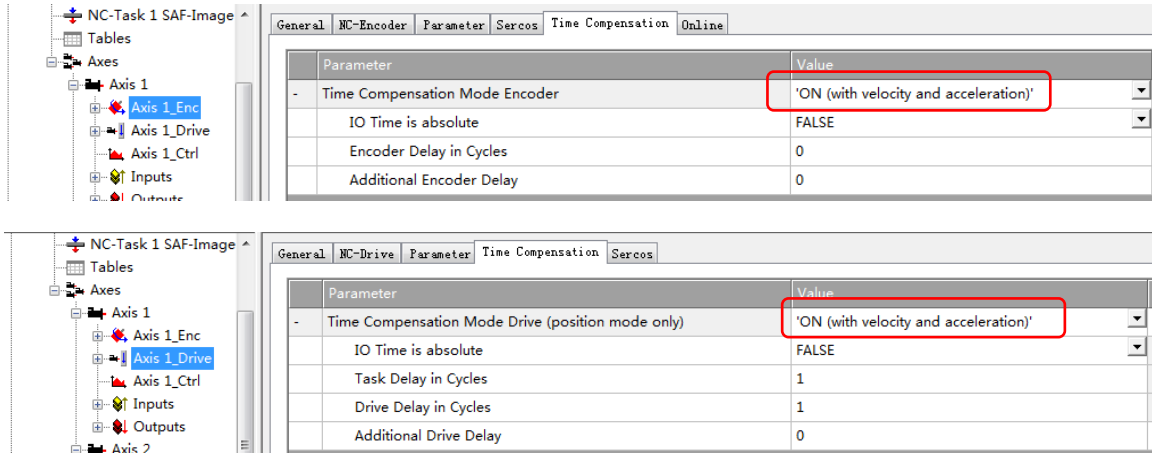 NC-Task 1 SAF-Image
Tables
Axes
Axis 1
Axis 1_Enc
Axis 1_Drive
Axis 1_Ctrl
Inputs
Outputs
General NC-Encoder Parameter Sercos Time Compensation Online
Parameter Value
- Time Compensation Mode Encoder 'ON (with velocity and acceleration)'
IO Time is absolute FALSE
Encoder Delay in Cycles 0
Additional Encoder Delay 0
NC-Task 1 SAF-Image
Tables
Axes
Axis 1
Axis 1_Enc
Axis 1_Drive
Axis 1_Ctrl
Inputs
Outputs
Axis 2
General NC-Drive Parameter Time Compensation Sercos
Parameter Value
- Time Compensation Mode Drive (position mode only) 'ON (with velocity and acceleration)'
IO Time is absolute FALSE
Task Delay in Cycles 1
Drive Delay in Cycles 1
Additional Drive Delay 0